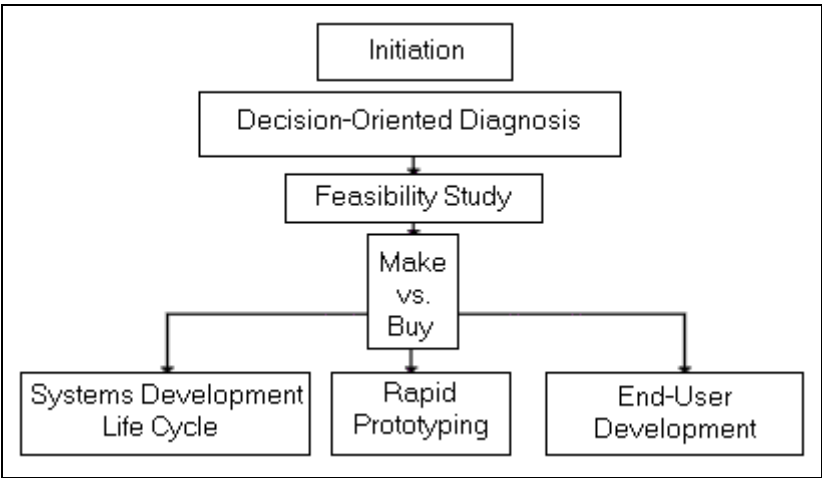 Initiation
Decision-Oriented Diagnosis
Feasibility Study
Make
vs.
Buy
Systems Development
Life Cycle
Rapid
Prototyping
End-User
Development